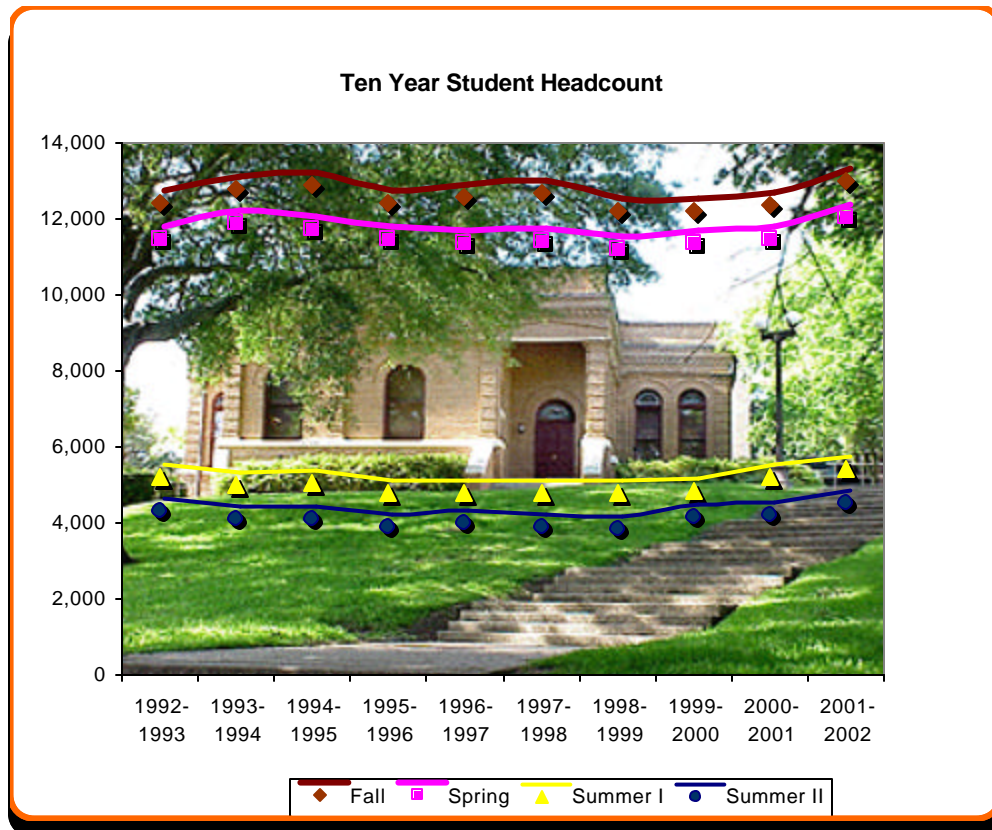 Ten Year Student Headcount
14,000
12,000
10,000
8,000
6,000
4,000
2,000
0
1992- 1993- 1994- 1995- 1996- 1997- 1998- 1999- 2000- 2001-
1993 1994 1995 1996 1997 1998 1999 2000 2001 2002
Fall Spring Summer I Summer II